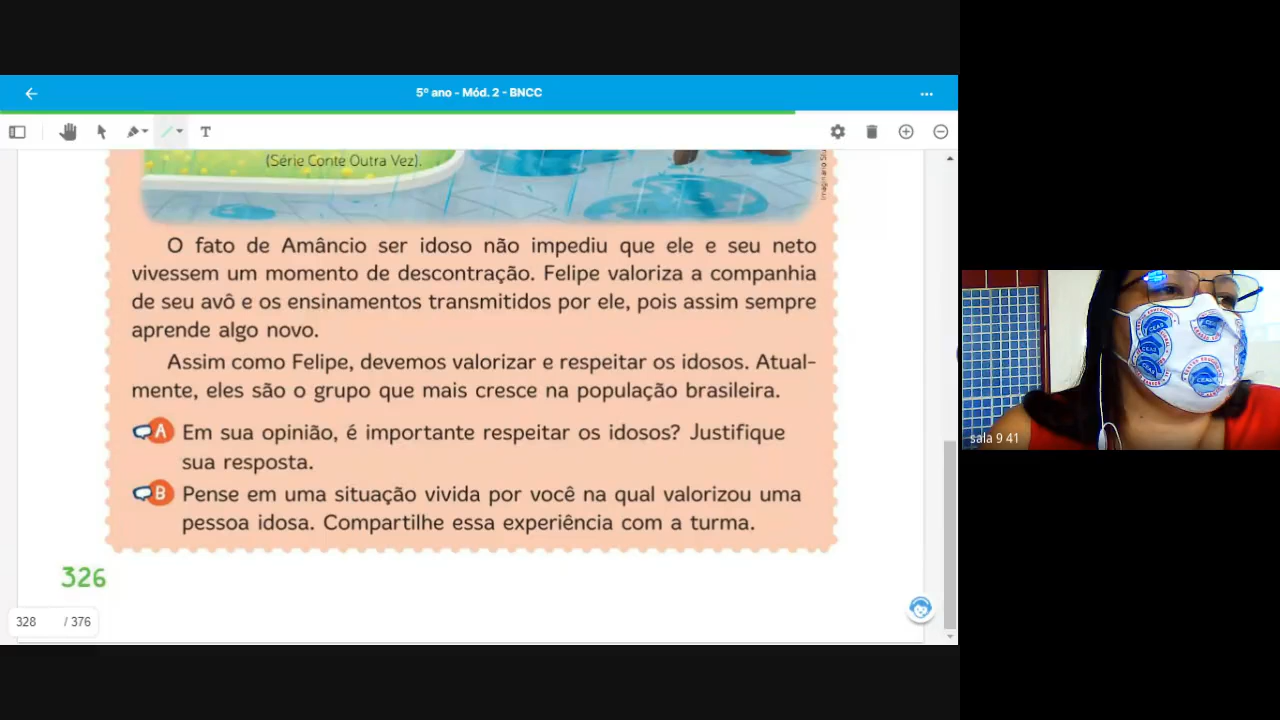 5º ano - Mód. 2 - BNCC
T
(Série Conte Outra Vez).
O fato de Amâncio ser idoso não impediu que ele e seu neto
vivessem um momento de descontração. Felipe valoriza a companhia
de seu avô e os ensinamentos transmitidos por ele, pois assim sempre
aprende algo novo.
Assim como Felipe, devemos valorizar e respeitar os idosos. Atual-
mente, eles são o grupo que mais cresce na população brasileira.
A Em sua opinião, é importante respeitar os idosos? Justifique
sua resposta.
B Pense em uma situação vivida por você na qual valorizou uma
pessoa idosa. Compartilhe essa experiência com a turma.
326
328 / 376
sala 9 41
CEAS